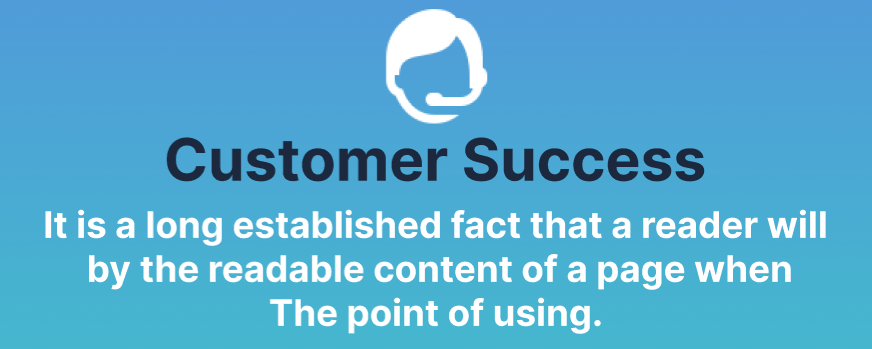 Customer Success
It is a long established fact that a reader will
by the readable content of a page when
The point of using.